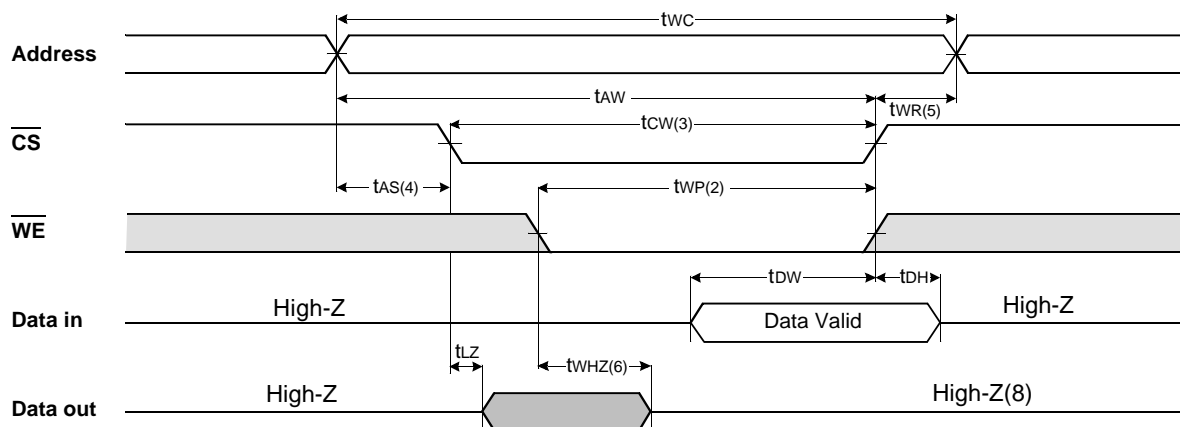 tWC
Address
tAW
tWR(5)
tCW(3)
CS
tAS(4)
tWP(2)
WE
tDW
tDH
High-Z
Data Valid
High-Z
Data in
tLZ
tWHZ(6)
High-Z
High-Z(8)
Data out